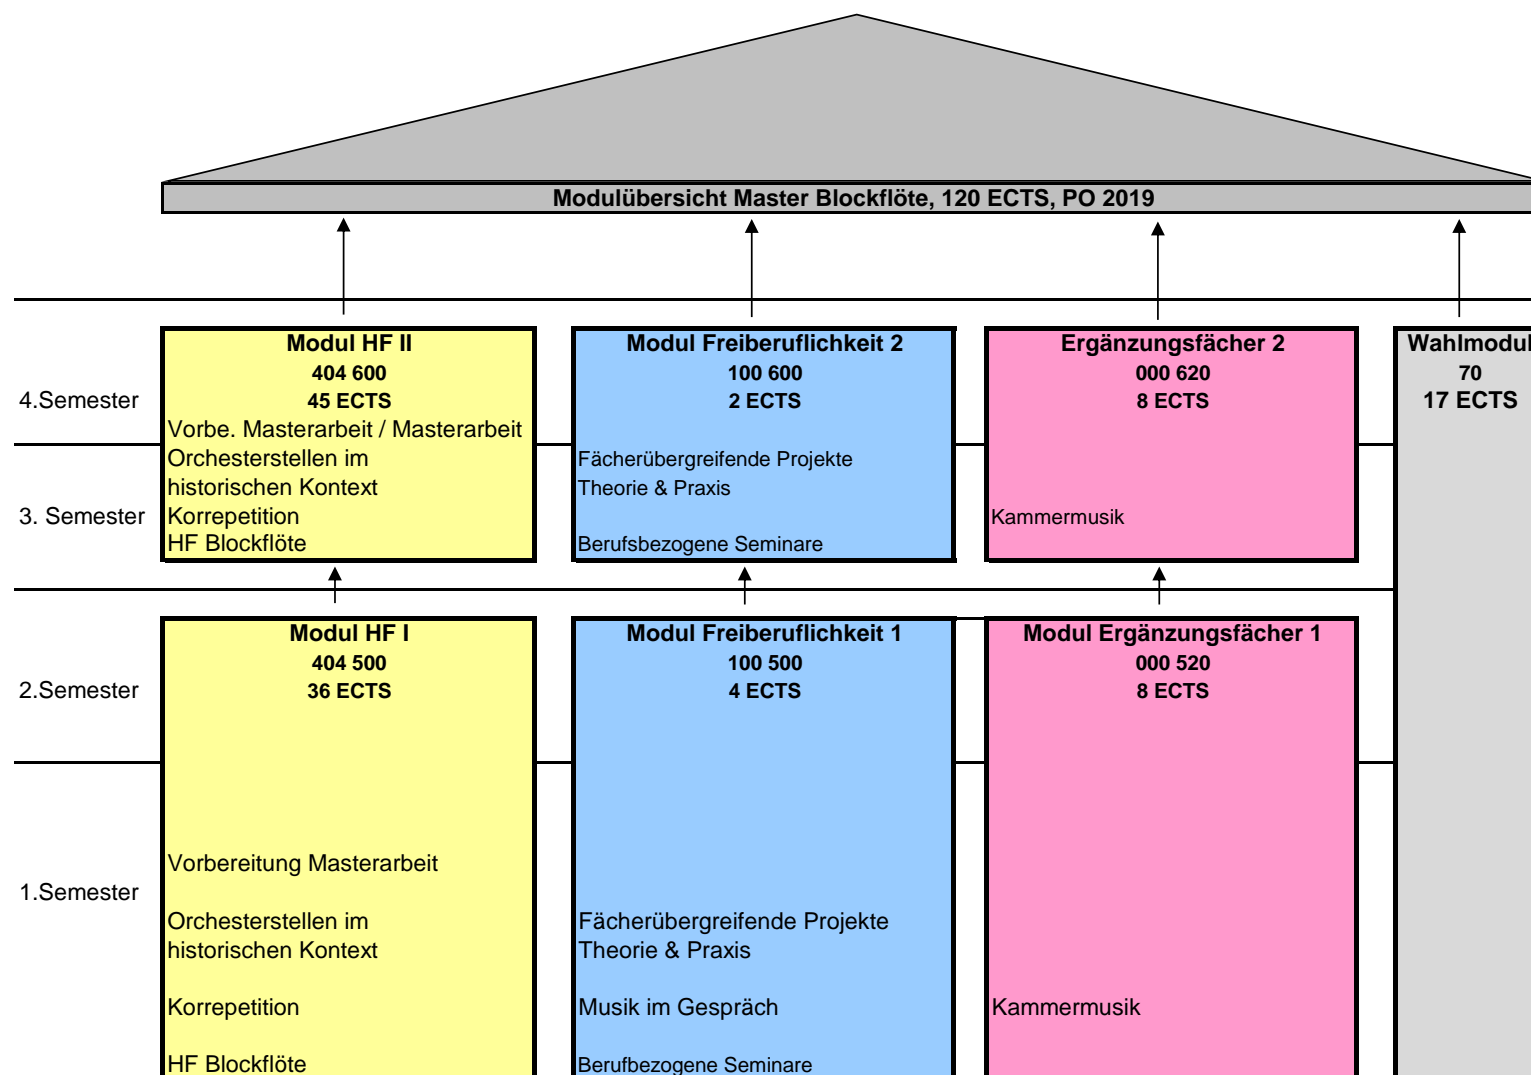 Modulübersicht Master Blockflöte, 120 ECTS, PO 2019
Modul HF II
404 600
45 ECTS
Vorbe. Masterarbeit / Masterarbeit
Orchesterstellen im
historischen Kontext
Korrepetition
HF Blockflöte
Modul Freiberuflichkeit 2
100 600
2 ECTS
Fächerübergreifende Projekte
Theorie & Praxis
Berufsbezogene Seminare
Ergänzungsfächer 2
000 620
8 ECTS
Kammermusik
Wahlmodul
70
17 ECTS
4.Semester
3. Semester
Modul HF I
404 500
36 ECTS
Vorbereitung Masterarbeit
Orchesterstellen im
historischen Kontext
Korrepetition
HF Blockflöte
Modul Freiberuflichkeit 1
100 500
4 ECTS
Fächerübergreifende Projekte
Theorie & Praxis
Musik im Gespräch
Berufbezogene Seminare
Modul Ergänzungsfächer 1
000 520
8 ECTS
Kammermusik
2.Semester
1.Semester